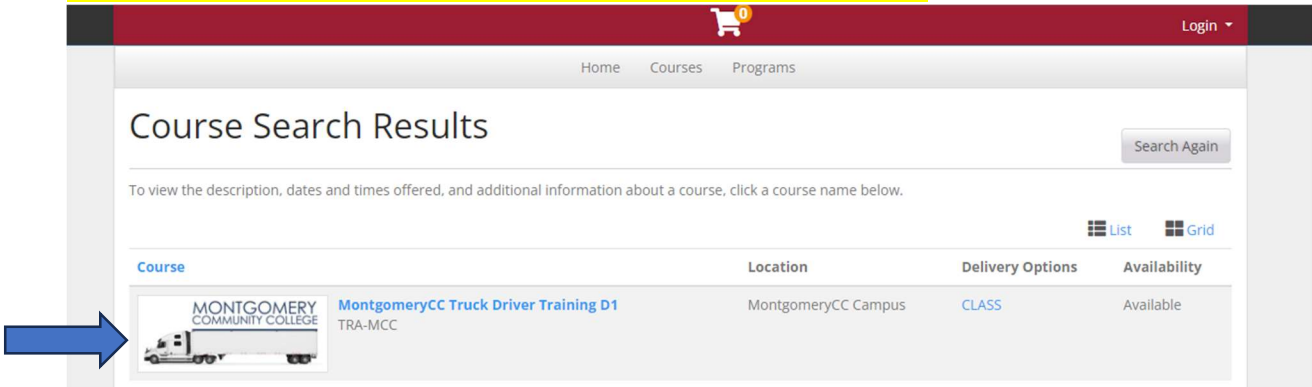 0
Login
Home Courses Programs
Course Search Results
Search Again
To view the description, dates and times offered, and additional information about a course, click a course name below.
List Grid
Course Location Delivery Options Availability
MONTGOMERY
COMMUNITY COLLEGE
MontgomeryCC Truck Driver Training D1 MontgomeryCC Campus CLASS Available
TRA-MCC